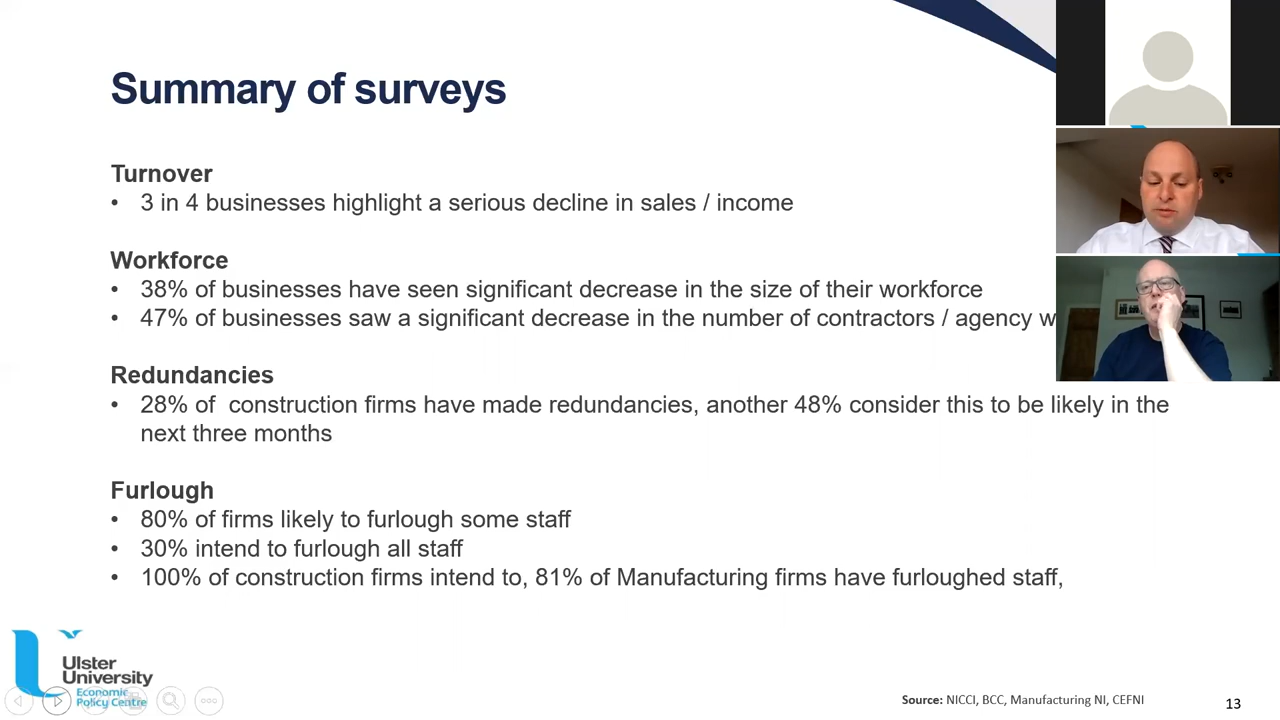 Summary of surveys
Turnover
• 3 in 4 businesses highlight a serious decline in sales / income
Workforce
• 38% of businesses have seen significant decrease in the size of their workforce
• 47% of businesses saw a significant decrease in the number of contractors / agency
Redundancies
• 28% of construction firms have made redundancies, another 48% consider this to be likely in the
next three months
Furlough
• 80% of firms likely to furlough some staff
• 30% intend to furlough all staff
• 100% of construction firms intend to, 81% of Manufacturing firms have furloughed staff,
Ulster
University
Economic
Policy Centre
Source: NICCI, BCC, Manufacturing NI, CEFNI
13